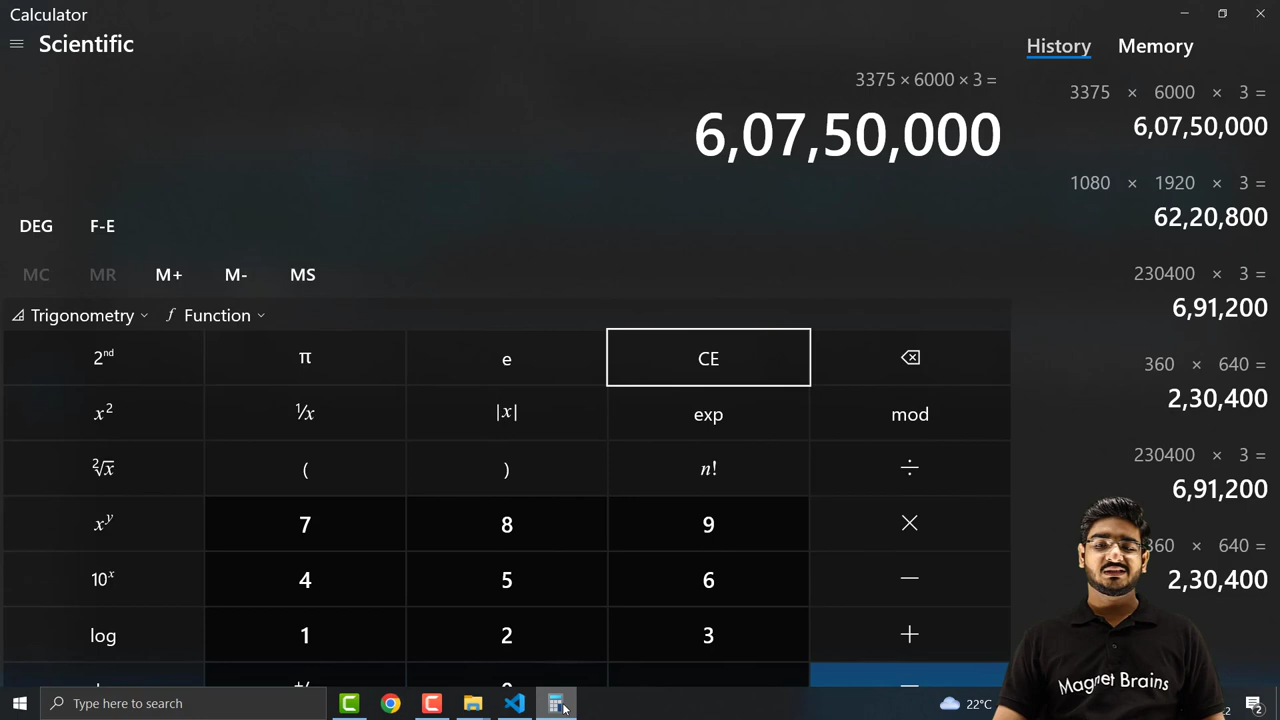 Calculator
Scientific
History Memory
3375 × 6000 × 3 =
6,07,50,000
3375 × 6000 × 3 =
6,07,50,000
1080 × 1920 × 3 =
62,20,800
230400 × 3 =
6,91,200
360 × 640 =
2,30,400
230400 × 3 =
6,91,200
360 × 640 =
2,30,400
DEG F-E
MC MR M+ M- MS
Trigonometry f Function
2nd π e CE
x² ¹/x |x| exp mod
²√x ( ) n! ÷
xʸ 7 8 9 ×
10ˣ 4 5 6 −
log 1 2 3 +
Magnet Brains
Type here to search
22°C
2